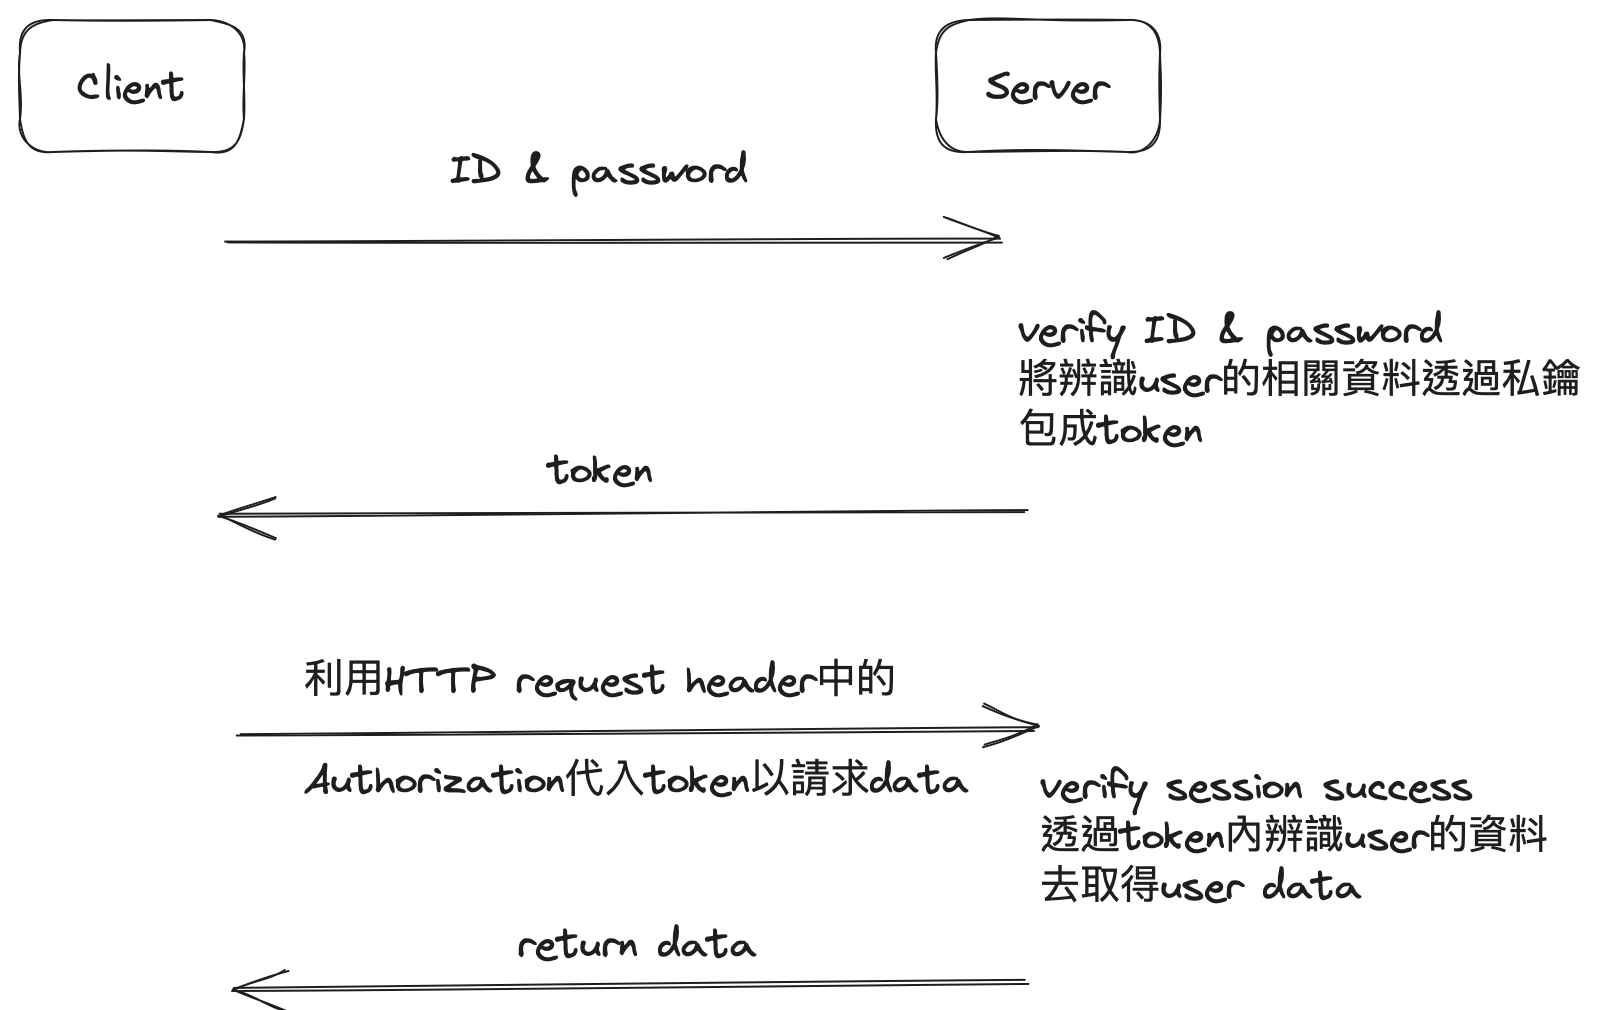 Client
Server
ID & password
verify ID & password
將辨識user的相關資料透過私鑰
包成token
token
利用HTTP request header中的
Authorization代入token以請求data
verify session success
透過token內辨識user的資料
去取得user data
return data